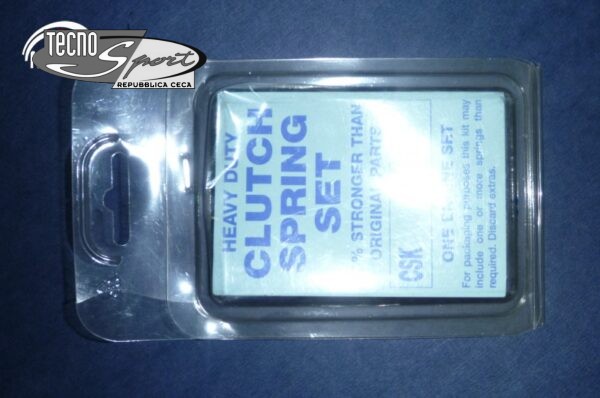 TECNO
Sport
REPUBBLICA CECA
HEAVY DUTY
CLUTCH
SPRING
SET
% STRONGER THAN
ORIGINAL PARTS
CSK
ONE ENGINE SET
For packaging purposes this kit may
include one or more springs than
required. Discard extras.